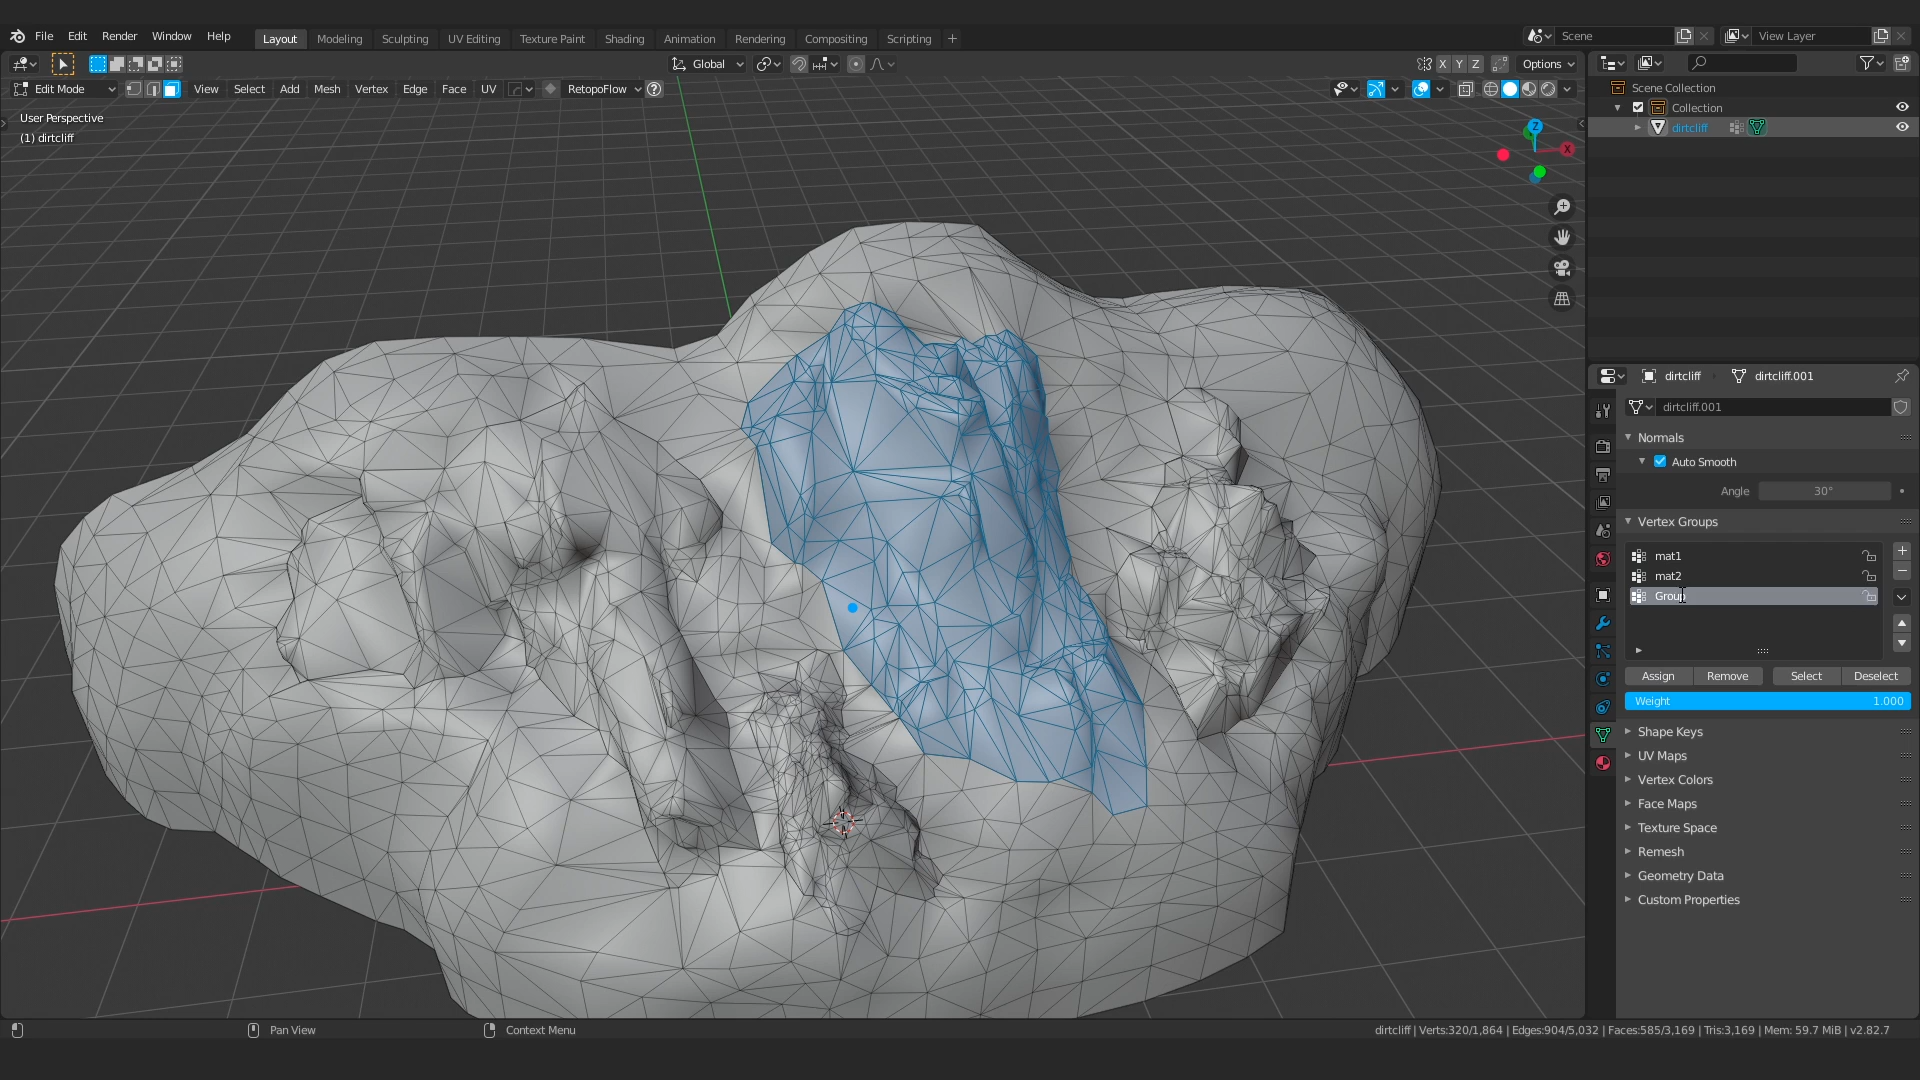 File Edit Render Window Help Layout Modeling Sculpting UV Editing Texture Paint Shading Animation Rendering Compositing Scripting + Scene View Layer
Global X Y Z Options
Edit Mode View Select Add Mesh Vertex Edge Face UV RetopoFlow
User Perspective
(1) dirtcliff
Z
X
Scene Collection
Collection
dirtcliff
dirtcliff dirtcliff.001
dirtcliff.001
Normals
Auto Smooth
Angle 30°
Vertex Groups
mat1
mat2
Group
Assign Remove Select Deselect
Weight 1.000
Shape Keys
UV Maps
Vertex Colors
Face Maps
Texture Space
Remesh
Geometry Data
Custom Properties
Pan View Context Menu dirtcliff | Verts:320/1,864 | Edges:904/5,032 | Faces:585/3,169 | Tris:3,169 | Mem: 59.7 MiB | v2.82.7